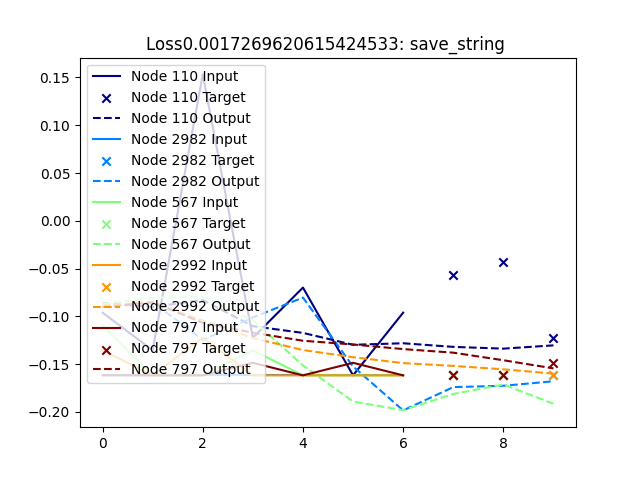 Loss0.0017269620615424533: save_string
0.15
0.10
0.05
0.00
−0.05
−0.10
−0.15
−0.20
Node 110 Input
Node 110 Target
Node 110 Output
Node 2982 Input
Node 2982 Target
Node 2982 Output
Node 567 Input
Node 567 Target
Node 567 Output
Node 2992 Input
Node 2992 Target
Node 2992 Output
Node 797 Input
Node 797 Target
Node 797 Output
0 2 4 6 8